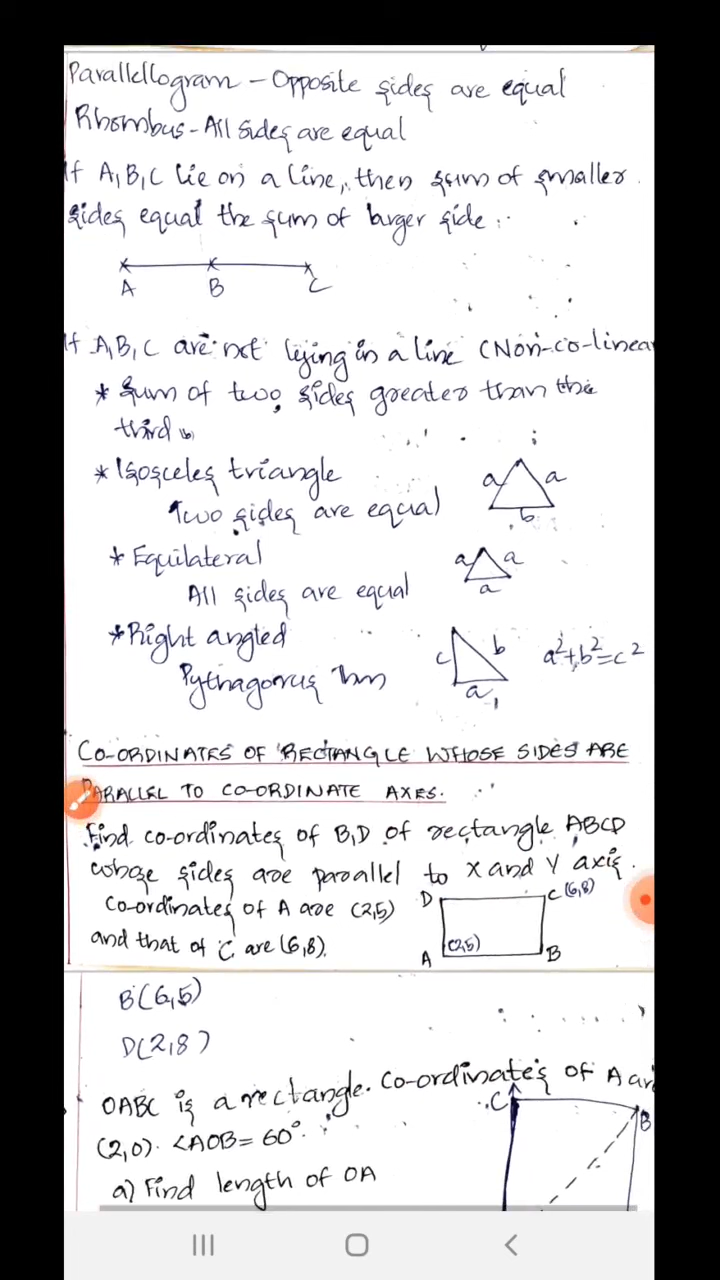 Parallellogram - Opposite sides are equal
Rhombus - All sides are equal
If A, B, C lie on a line, then sum of smaller
sides equal the sum of larger side.
A B C
If A, B, C are not lying in a line (Non-co-linear
* Sum of two sides greater than the
third
* Isosceles triangle
a a
Two sides are equal
b
* Equilateral
a a
All sides are equal
a
* Right angled
c b a²+b²=c²
Pythagorus Thm
a
CO-ORDINATES OF RECTANGLE WHOSE SIDES ARE
PARALLEL TO CO-ORDINATE AXES.
Find co-ordinates of B,D of rectangle ABCD
whose sides are parallel to X and Y axis.
Co-ordinates of A are (2,5)
D C (6,8)
and that of C are (6,8).
A (2,5) B
B(6,5)
D(2,8)
OABC is a rectangle. Co-ordinates of A are
C B
(2,0). ∠AOB = 60°.
a) Find length of OA